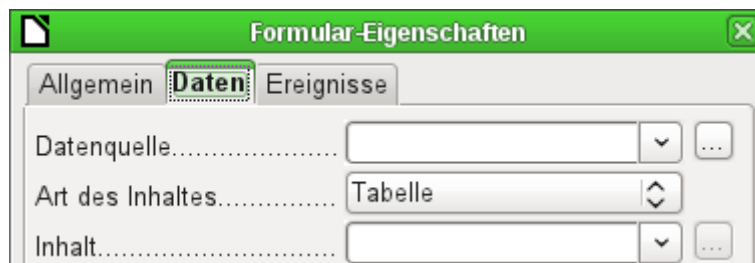 Formular-Eigenschaften
Allgemein Daten Ereignisse
Datenquelle..................... ...
Art des Inhaltes............... Tabelle
Inhalt............................. ...